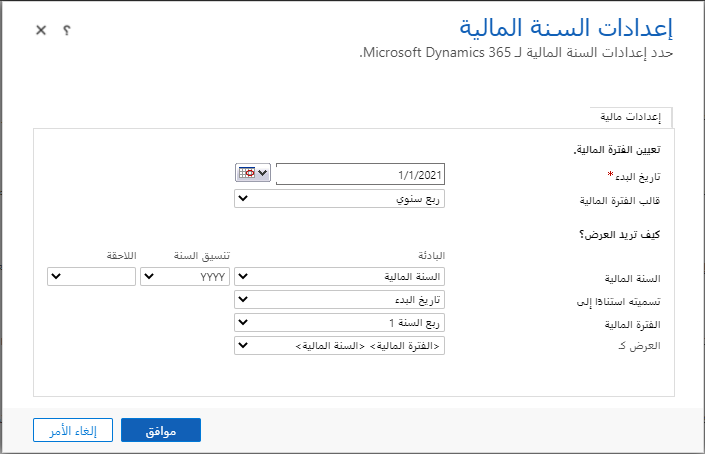 إعدادات السنة المالية
؟
حدد إعدادات السنة المالية لـ Microsoft Dynamics 365.
إعدادات مالية
تعيين الفترة المالية.
تاريخ البدء* 1/1/2021
قالب الفترة المالية ربع سنوي
كيف تريد العرض؟
البادئة تنسيق السنة اللاحقة
السنة المالية السنة المالية YYYY
تسميته استنادًا إلى تاريخ البدء
الفترة المالية ربع السنة 1
العرض كـ <الفترة المالية> <السنة المالية>
موافق إلغاء الأمر